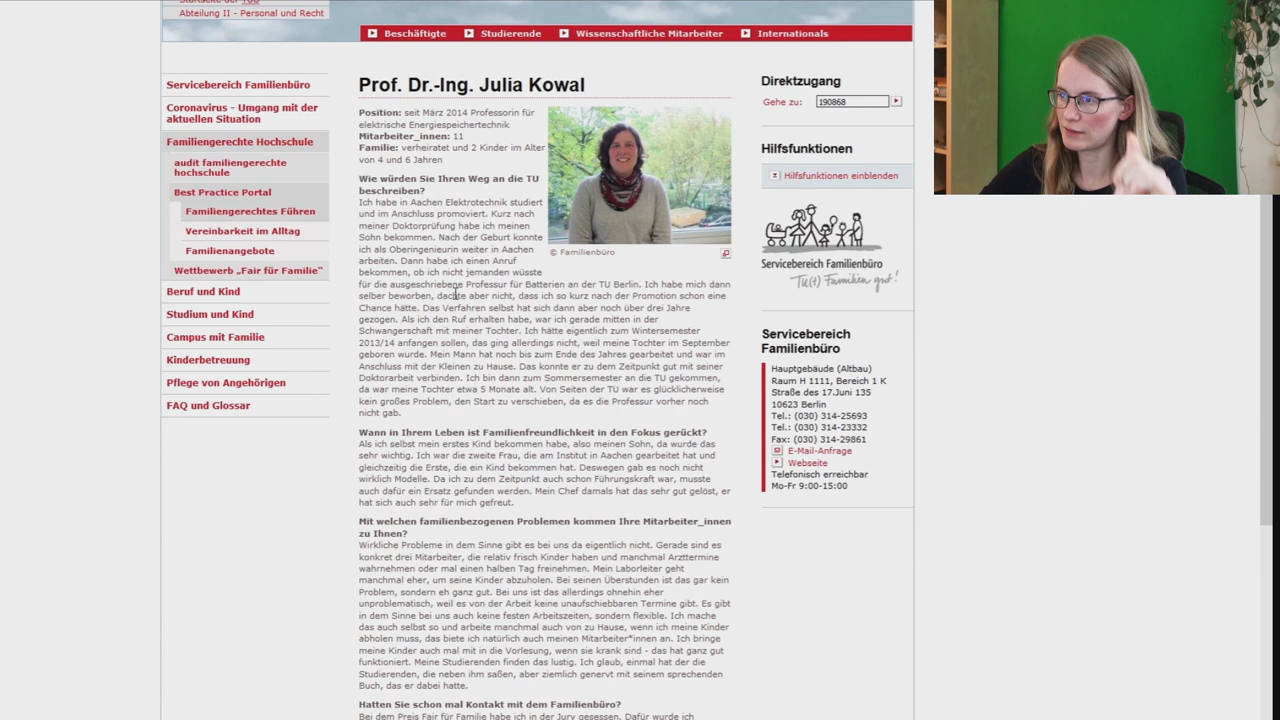 Startseite der TUB
Abteilung II - Personal und Recht
Beschäftigte
Studierende
Wissenschaftliche Mitarbeiter
Internationals
Servicebereich Familienbüro
Coronavirus - Umgang mit der
aktuellen Situation
Familiengerechte Hochschule
audit familiengerechte
hochschule
Best Practice Portal
Familiengerechtes Führen
Vereinbarkeit im Alltag
Familienangebote
Wettbewerb „Fair für Familie“
Beruf und Kind
Studium und Kind
Campus mit Familie
Kinderbetreuung
Pflege von Angehörigen
FAQ und Glossar
Prof. Dr.-Ing. Julia Kowal
Position: seit März 2014 Professorin für
elektrische Energiespeichertechnik
Mitarbeiter_innen: 11
Familie: verheiratet und 2 Kinder im Alter
von 4 und 6 Jahren
Wie würden Sie Ihren Weg an die TU
beschreiben?
Ich habe in Aachen Elektrotechnik studiert
und im Anschluss promoviert. Kurz nach
meiner Doktorprüfung habe ich meinen
Sohn bekommen. Nach der Geburt konnte
ich als Oberingenieurin weiter in Aachen
arbeiten. Dann habe ich einen Anruf
bekommen, ob ich nicht jemanden wüsste
für die ausgeschriebene Professur für Batterien an der TU Berlin. Ich habe mich dann
selber beworben, dachte aber nicht, dass ich so kurz nach der Promotion schon eine
Chance hätte. Das Verfahren selbst hat sich dann aber noch über drei Jahre
gezogen. Als ich den Ruf erhalten habe, war ich gerade mitten in der
Schwangerschaft mit meiner Tochter. Ich hätte eigentlich zum Wintersemester
2013/14 anfangen sollen, das ging allerdings nicht, weil meine Tochter im September
geboren wurde. Mein Mann hat noch bis zum Ende des Jahres gearbeitet und war im
Anschluss mit der Kleinen zu Hause. Das konnte er zu dem Zeitpunkt gut mit seiner
Doktorarbeit verbinden. Ich bin dann zum Sommersemester an die TU gekommen,
da war meine Tochter etwa 5 Monate alt. Von Seiten der TU war es glücklicherweise
kein großes Problem, den Start zu verschieben, da es die Professur vorher noch
nicht gab.
Wann in Ihrem Leben ist Familienfreundlichkeit in den Fokus gerückt?
Als ich selbst mein erstes Kind bekommen habe, also meinen Sohn, da wurde das
sehr wichtig. Ich war die zweite Frau, die am Institut in Aachen gearbeitet hat und
gleichzeitig die Erste, die ein Kind bekommen hat. Deswegen gab es noch nicht
wirklich Modelle. Da ich zu dem Zeitpunkt auch schon Führungskraft war, musste
auch dafür ein Ersatz gefunden werden. Mein Chef damals hat das sehr gut gelöst, er
hat sich auch sehr für mich gefreut.
Mit welchen familienbezogenen Problemen kommen Ihre Mitarbeiter_innen
zu Ihnen?
Wirkliche Probleme in dem Sinne gibt es bei uns da eigentlich nicht. Gerade sind es
konkret drei Mitarbeiter, die relativ frisch Kinder haben und manchmal Arzttermine
wahrnehmen oder mal einen halben Tag freinehmen. Mein Laborleiter geht
manchmal eher, um seine Kinder abzuholen. Bei seinen Überstunden ist das gar kein
Problem, sondern eh ganz gut. Bei uns ist das allerdings ohnehin eher
unproblematisch, weil es von der Arbeit keine unaufschiebbaren Termine gibt. Es gibt
in dem Sinne bei uns auch keine festen Arbeitszeiten, sondern flexible. Ich mache
das auch selbst so und arbeite manchmal auch von zu Hause, wenn ich meine Kinder
abholen muss, das biete ich natürlich auch meinen Mitarbeiter*innen an. Ich bringe
meine Kinder auch mal mit in die Vorlesung, wenn sie krank sind - das hat ganz gut
funktioniert. Meine Studierenden finden das lustig. Ich glaub, einmal hat der die
Studierenden, die neben ihm saßen, aber ziemlich genervt mit seinem sprechenden
Buch, das er dabei hatte.
Hatten Sie schon mal Kontakt mit dem Familienbüro?
Bei dem Preis Fair für Familie habe ich in der Jury gesessen. Dafür wurde ich
© Familienbüro
Direktzugang
Gehe zu:
190868
Hilfsfunktionen
Hilfsfunktionen einblenden
Servicebereich Familienbüro
TU(t) Familien gut!
Servicebereich
Familienbüro
Hauptgebäude (Altbau)
Raum H 1111, Bereich 1 K
Straße des 17.Juni 135
10623 Berlin
Tel.: (030) 314-25693
Tel.: (030) 314-23332
Fax: (030) 314-29861
E-Mail-Anfrage
Webseite
Telefonisch erreichbar
Mo-Fr 9:00-15:00